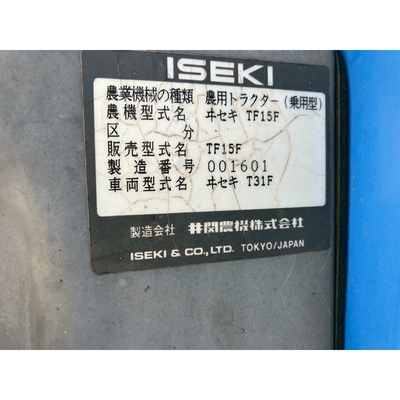 ISEKI
農業機械の種類 農用トラクター(乗用型)
農機型式名 ヰセキ TF15F
区分
販売型式名 TF15F
製造番号 001601
車両型式名 ヰセキ T31F
製造会社 井関農機株式会社
ISEKI & CO., LTD. TOKYO/JAPAN